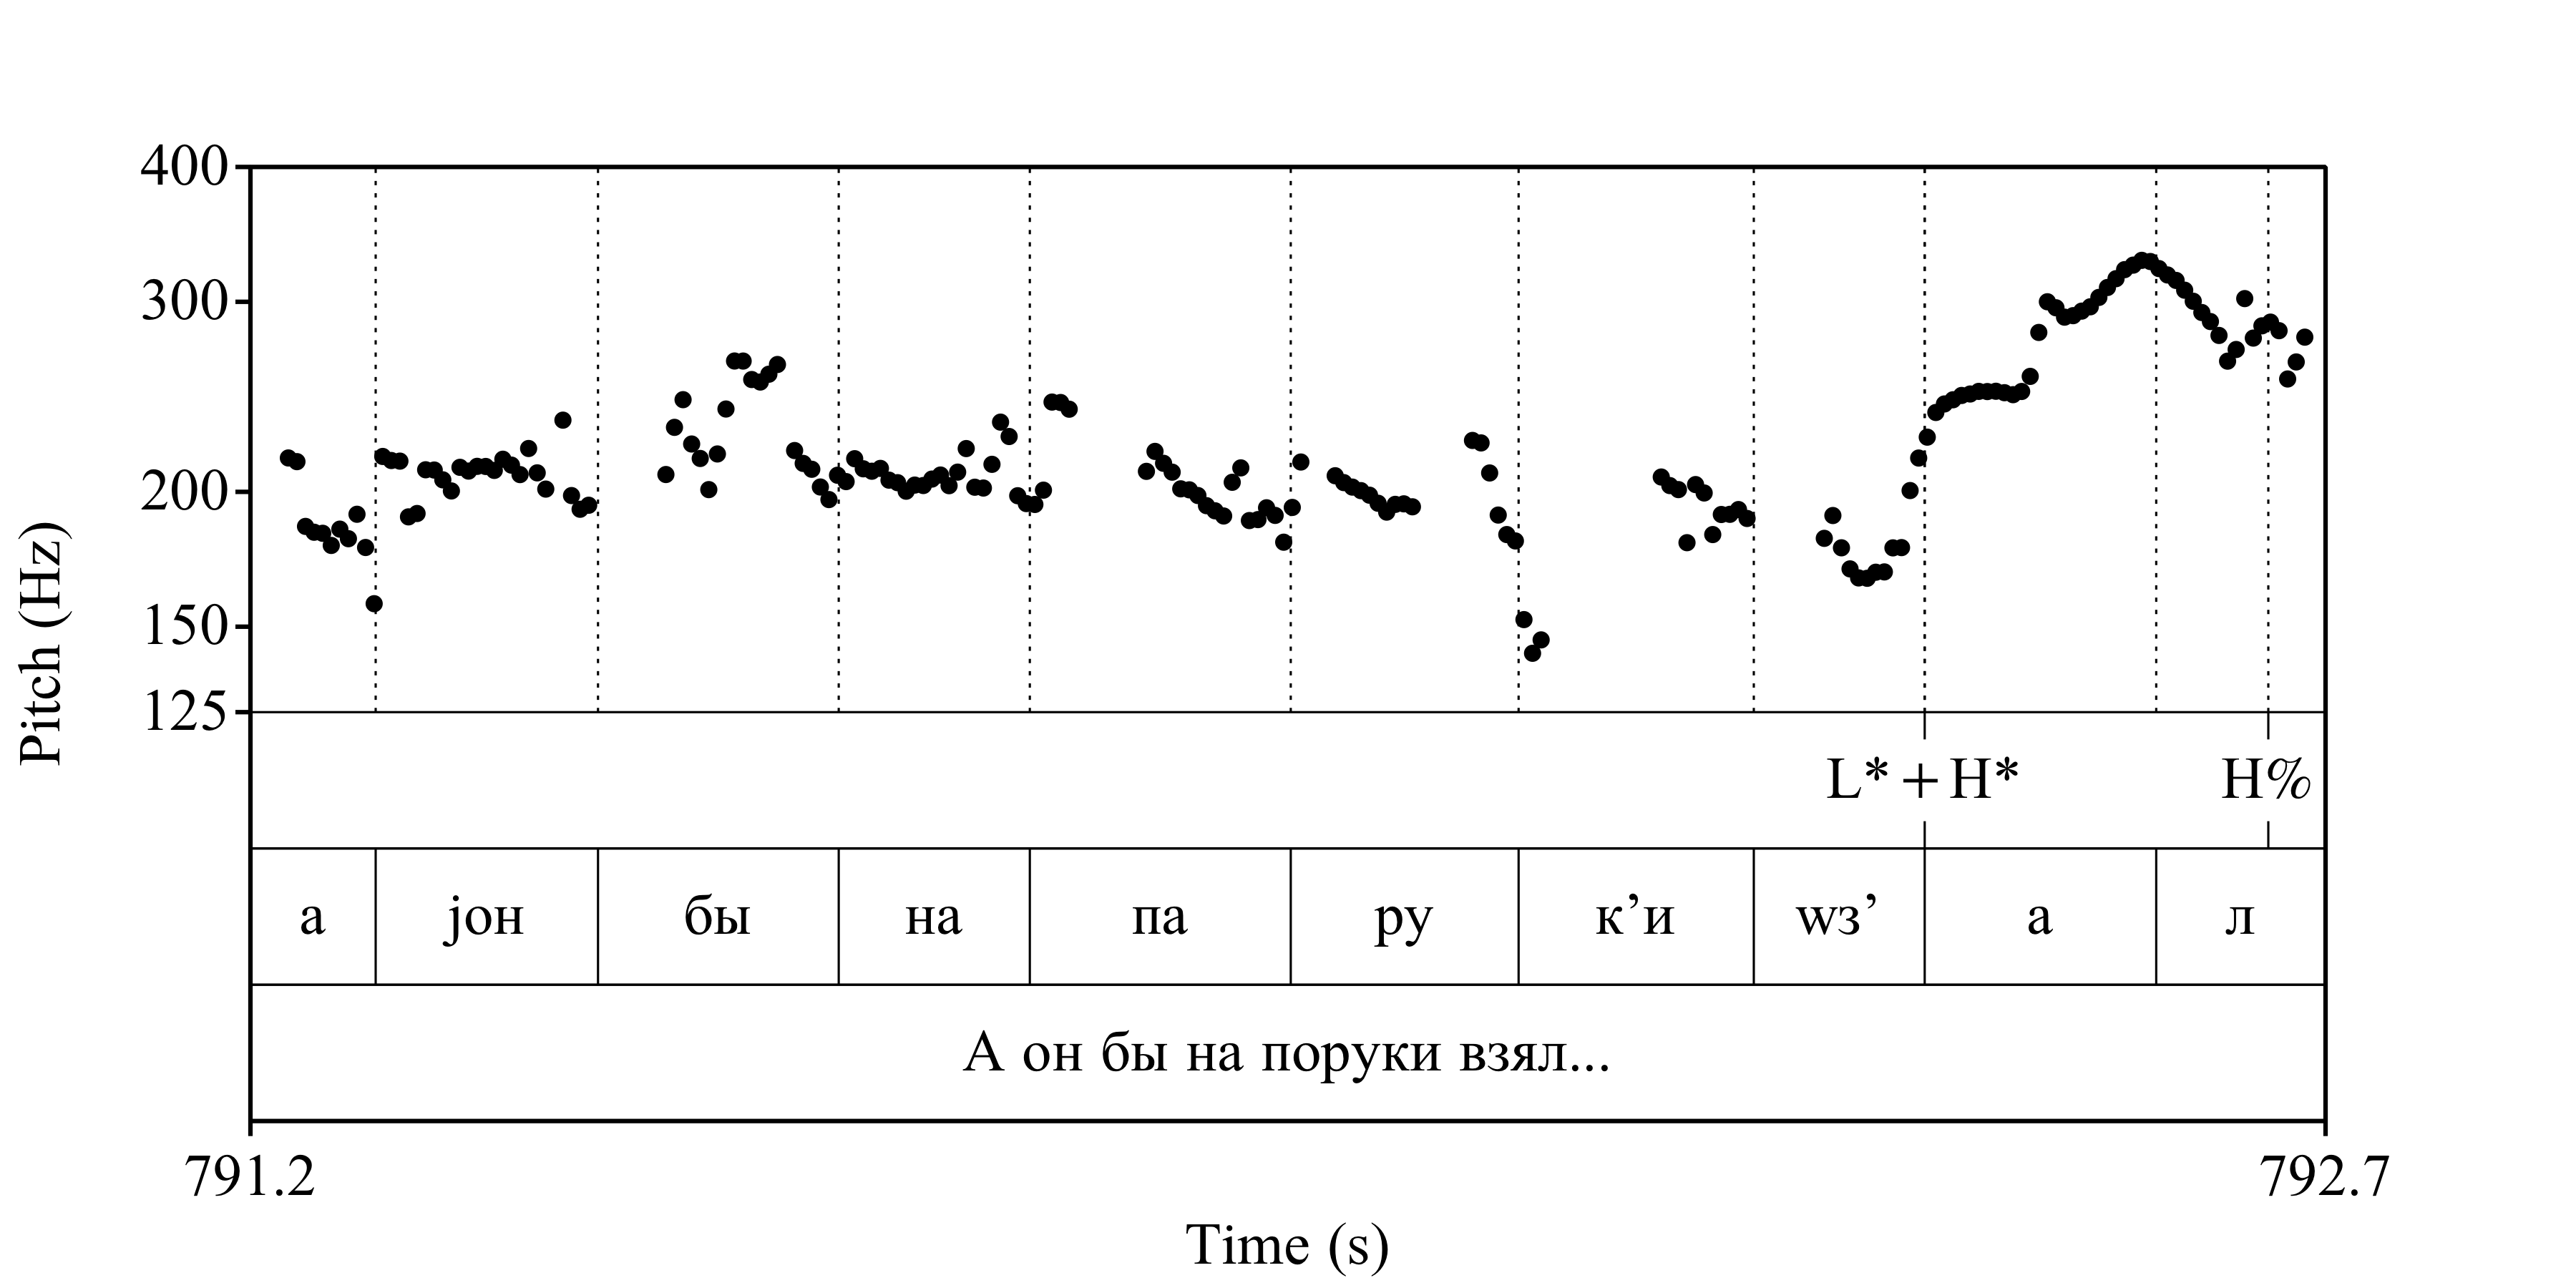 400
300
200
150
125
Pitch (Hz)
L*+H* H%
а јон бы на па ру к’и wз’ а л
А он бы на поруки взял...
791.2 792.7
Time (s)